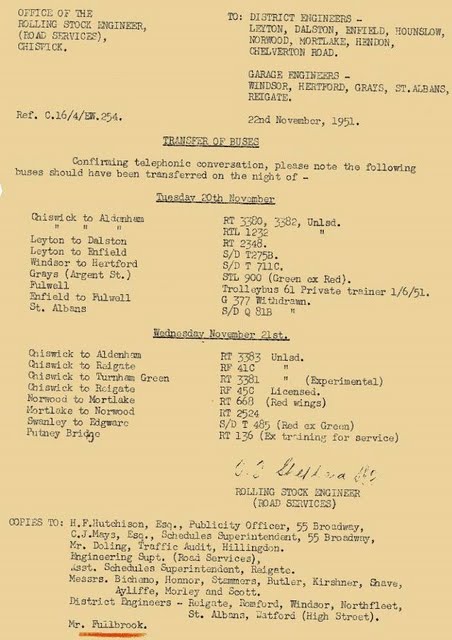 OFFICE OF THE
ROLLING STOCK ENGINEER,
(ROAD SERVICES),
CHISWICK.
TO: DISTRICT ENGINEERS -
LEYTON, DALSTON, ENFIELD, HOUNSLOW,
NORWOOD, MORTLAKE, HENDON,
CHELVERTON ROAD.
GARAGE ENGINEERS -
WINDSOR, HERTFORD, GRAYS, ST.ALBANS,
REIGATE.
Ref. C.16/4/EW.254.
22nd November, 1951.
TRANSFER OF BUSES
Confirming telephonic conversation, please note the following
buses should have been transferred on the night of -
Tuesday 20th November
Chiswick to Aldenham RT 3380, 3382, Unlsd.
" " " RTL 1232 "
Leyton to Dalston RT 2348.
Leyton to Enfield S/D T275B.
Windsor to Hertford S/D T 711C.
Grays (Argent St.) STL 900 (Green ex Red).
Fulwell Trolleybus 61 Private trainer 1/6/51.
Enfield to Fulwell G 377 Withdrawn.
St. Albans S/D Q 81B "
Wednesday November 21st.
Chiswick to Aldenham RT 3383 Unlsd.
Chiswick to Reigate RF 41C "
Chiswick to Turnham Green RT 3381 " (Experimental)
Chiswick to Reigate RF 45C Licensed.
Norwood to Mortlake RT 668 (Red wings)
Mortlake to Norwood RT 2524
Swanley to Edgware S/D T 485 (Red ex Green)
Putney Bridge RT 136 (Ex training for service)
ROLLING STOCK ENGINEER
(ROAD SERVICES)
COPIES TO: H.F.Hutchison, Esq., Publicity Officer, 55 Broadway,
C.J.Mays, Esq., Schedules Superintendent, 55 Broadway,
Mr. Doling, Traffic Audit, Hillingdon.
Engineering Supt. (Road Services),
Asst. Schedules Superintendent, Reigate.
Messrs. Bichano, Honnor, Stammers, Butler, Kirshner, Shave,
Ayliffe, Morley and Scott.
District Engineers - Reigate, Romford, Windsor, Northfleet,
St. Albans, Watford (High Street).
Mr. Fullbrook.